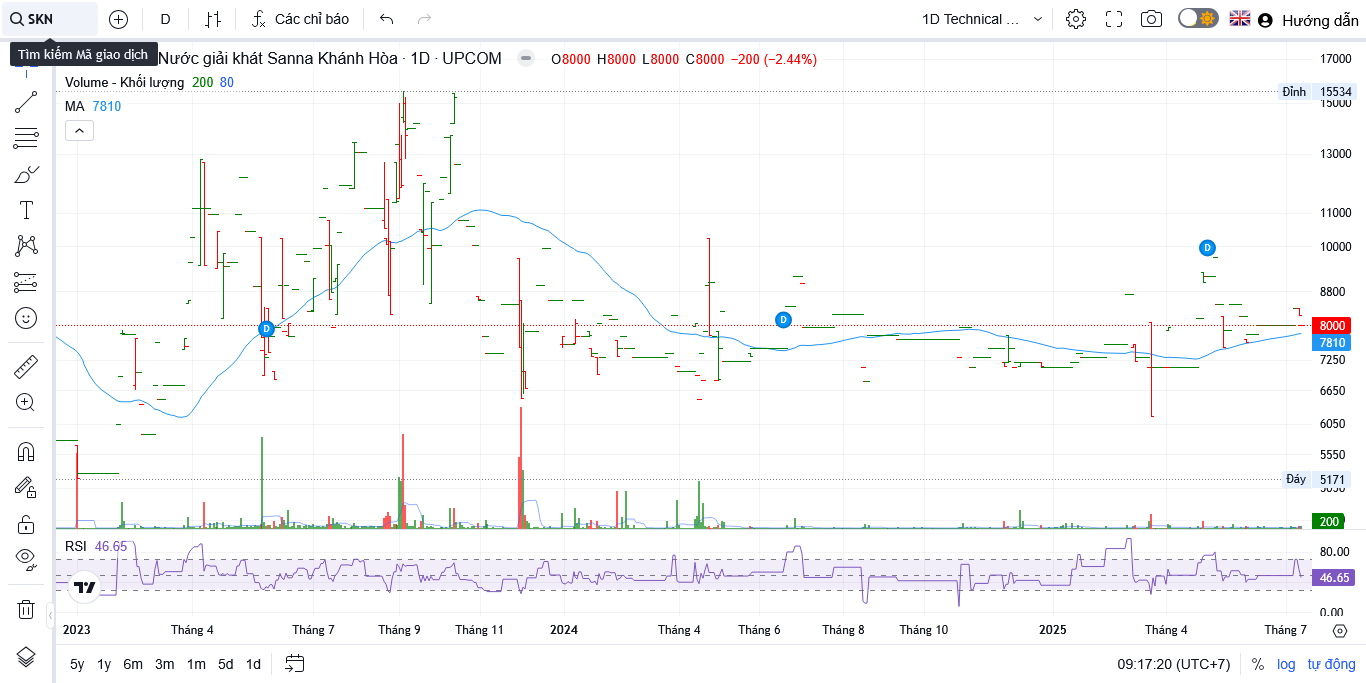 SKN
D
Các chỉ báo
1D Technical ...
Hướng dẫn
Tìm kiếm Mã giao dịch
Nước giải khát Sanna Khánh Hòa · 1D · UPCOM
O8000 H8000 L8000 C8000 −200 (−2.44%)
Volume - Khối lượng 200 80
MA 7810
17000
Đỉnh 15534
15000
13000
11000
10000
D
8800
D
D
8000
7810
7250
6650
6050
5550
Đáy 5171
200
RSI 46.65
80.00
46.65
0.00
2023 Tháng 4 Tháng 7 Tháng 9 Tháng 11 2024 Tháng 4 Tháng 6 Tháng 8 Tháng 10 2025 Tháng 4 Tháng 7
5y 1y 6m 3m 1m 5d 1d
09:17:20 (UTC+7) % log tự động